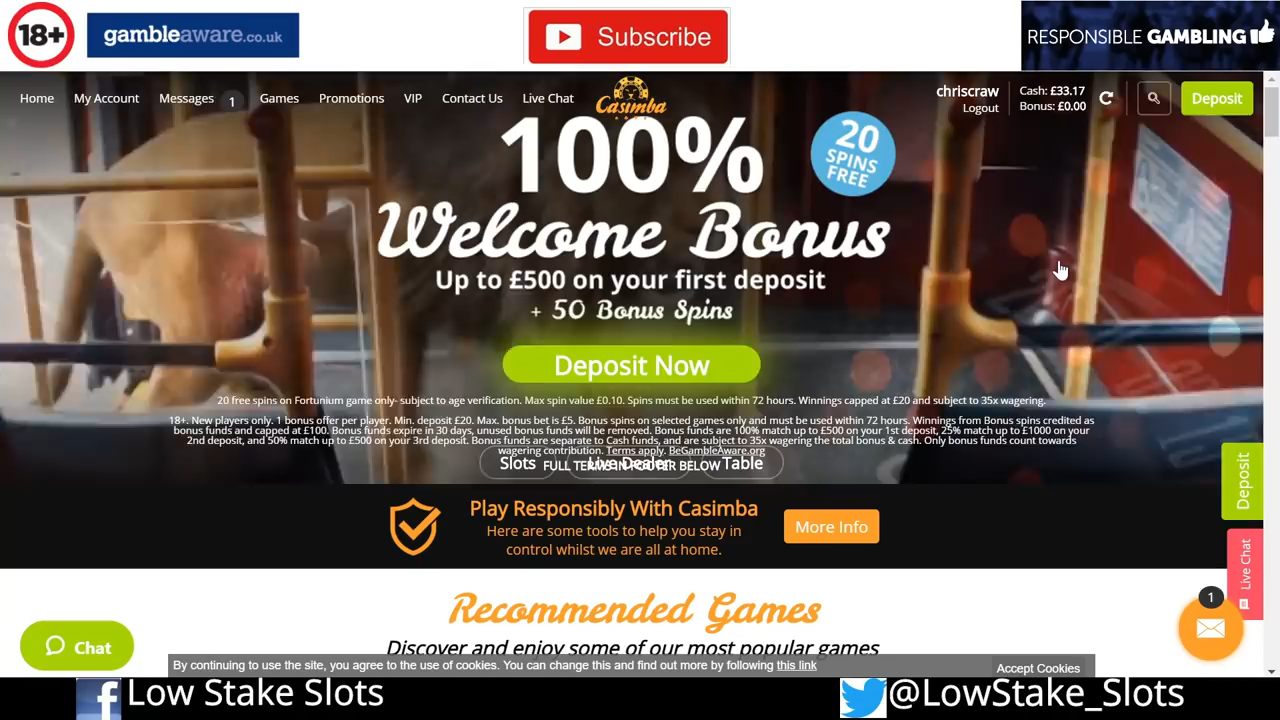 18+
gambleaware.co.uk
Subscribe
RESPONSIBLE GAMBLING
Home
My Account
Messages 1
Games
Promotions
VIP
Contact Us
Live Chat
Casimba
chriscraw
Logout
Cash: £33.17
Bonus: £0.00
Deposit
100%
20
SPINS
FREE
Welcome Bonus
Up to £500 on your first deposit
+ 50 Bonus Spins
Deposit Now
20 free spins on Fortunium game only- subject to age verification. Max spin value £0.10. Spins must be used within 72 hours. Winnings capped at £20 and subject to 35x wagering.
18+. New players only. 1 bonus offer per player. Min. deposit £20. Max. bonus bet is £5. Bonus spins on selected games only and must be used within 72 hours. Winnings from Bonus spins credited as
bonus funds and capped at £100. Bonus funds expire in 30 days, unused bonus funds will be removed. Bonus funds are 100% match up to £500 on your 1st deposit, 25% match up to £1000 on your
2nd deposit, and 50% match up to £500 on your 3rd deposit. Bonus funds are separate to Cash funds, and are subject to 35x wagering the total bonus & cash. Only bonus funds count towards
wagering contribution. Terms apply. BeGambleAware.org
FULL TERMS IN FOOTER BELOW
Slots
Live Dealer
Table
Deposit
Play Responsibly With Casimba
Here are some tools to help you stay in
control whilst we are all at home.
More Info
Live Chat
1
Recommended Games
Discover and enjoy some of our most popular games
Chat
By continuing to use the site, you agree to the use of cookies. You can change this and find out more by following this link
Accept Cookies
Low Stake Slots
@LowStake_Slots